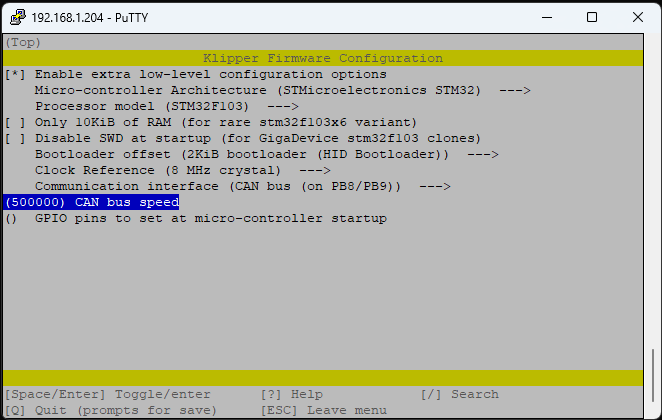 192.168.1.204 - PuTTY
(Top)
Klipper Firmware Configuration
[*] Enable extra low-level configuration options
Micro-controller Architecture (STMicroelectronics STM32) --->
Processor model (STM32F103) --->
[ ] Only 10KiB of RAM (for rare stm32f103x6 variant)
[ ] Disable SWD at startup (for GigaDevice stm32f103 clones)
Bootloader offset (2KiB bootloader (HID Bootloader)) --->
Clock Reference (8 MHz crystal) --->
Communication interface (CAN bus (on PB8/PB9)) --->
(500000) CAN bus speed
() GPIO pins to set at micro-controller startup
[Space/Enter] Toggle/enter [?] Help [/] Search
[Q] Quit (prompts for save) [ESC] Leave menu